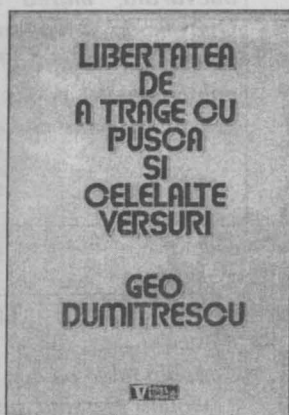 LIBERTATEA
DE
A TRAGE CU
PUSCA
SI
CELELALTE
VERSURI
GEO
DUMITRESCU